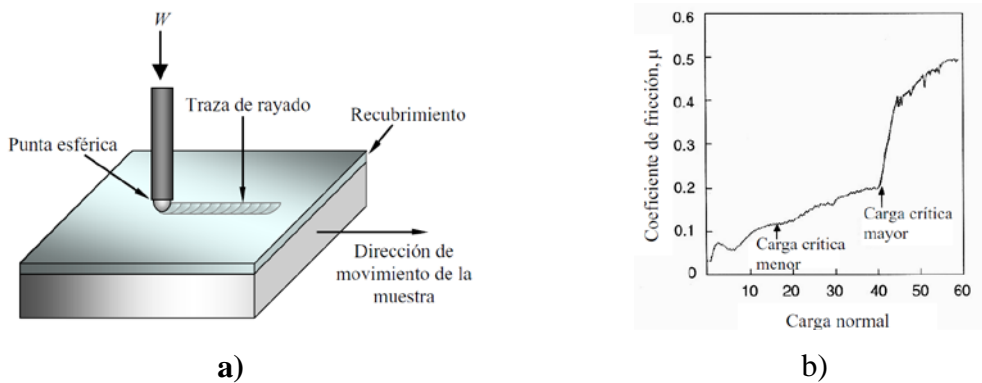 W
Traza de rayado
Recubrimiento
Punta esférica
Dirección de
movimiento de la
muestra
a)
Coeficiente de fricción, μ
0.6
0.5
0.4
0.3
0.2
0.1
0
Carga crítica
mayor
Carga crítica
menor
10 20 30 40 50 60
Carga normal
b)